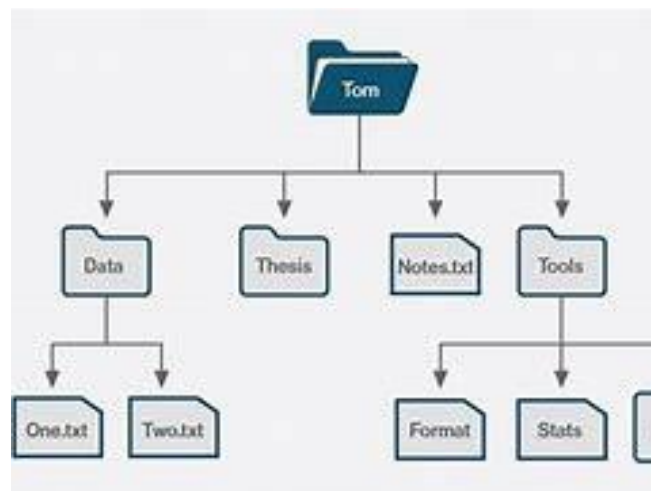 Tom
Data
Thesis
Notes.txt
Tools
One.txt
Two.txt
Format
Stats